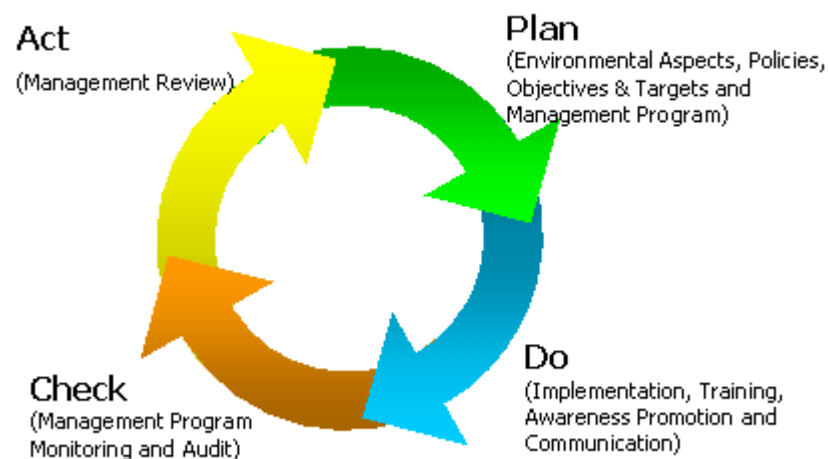 Act
(Management Review)
Plan
(Environmental Aspects, Policies,
Objectives & Targets and
Management Program)
Check
(Management Program
Monitoring and Audit)
Do
(Implementation, Training,
Awareness Promotion and
Communication)